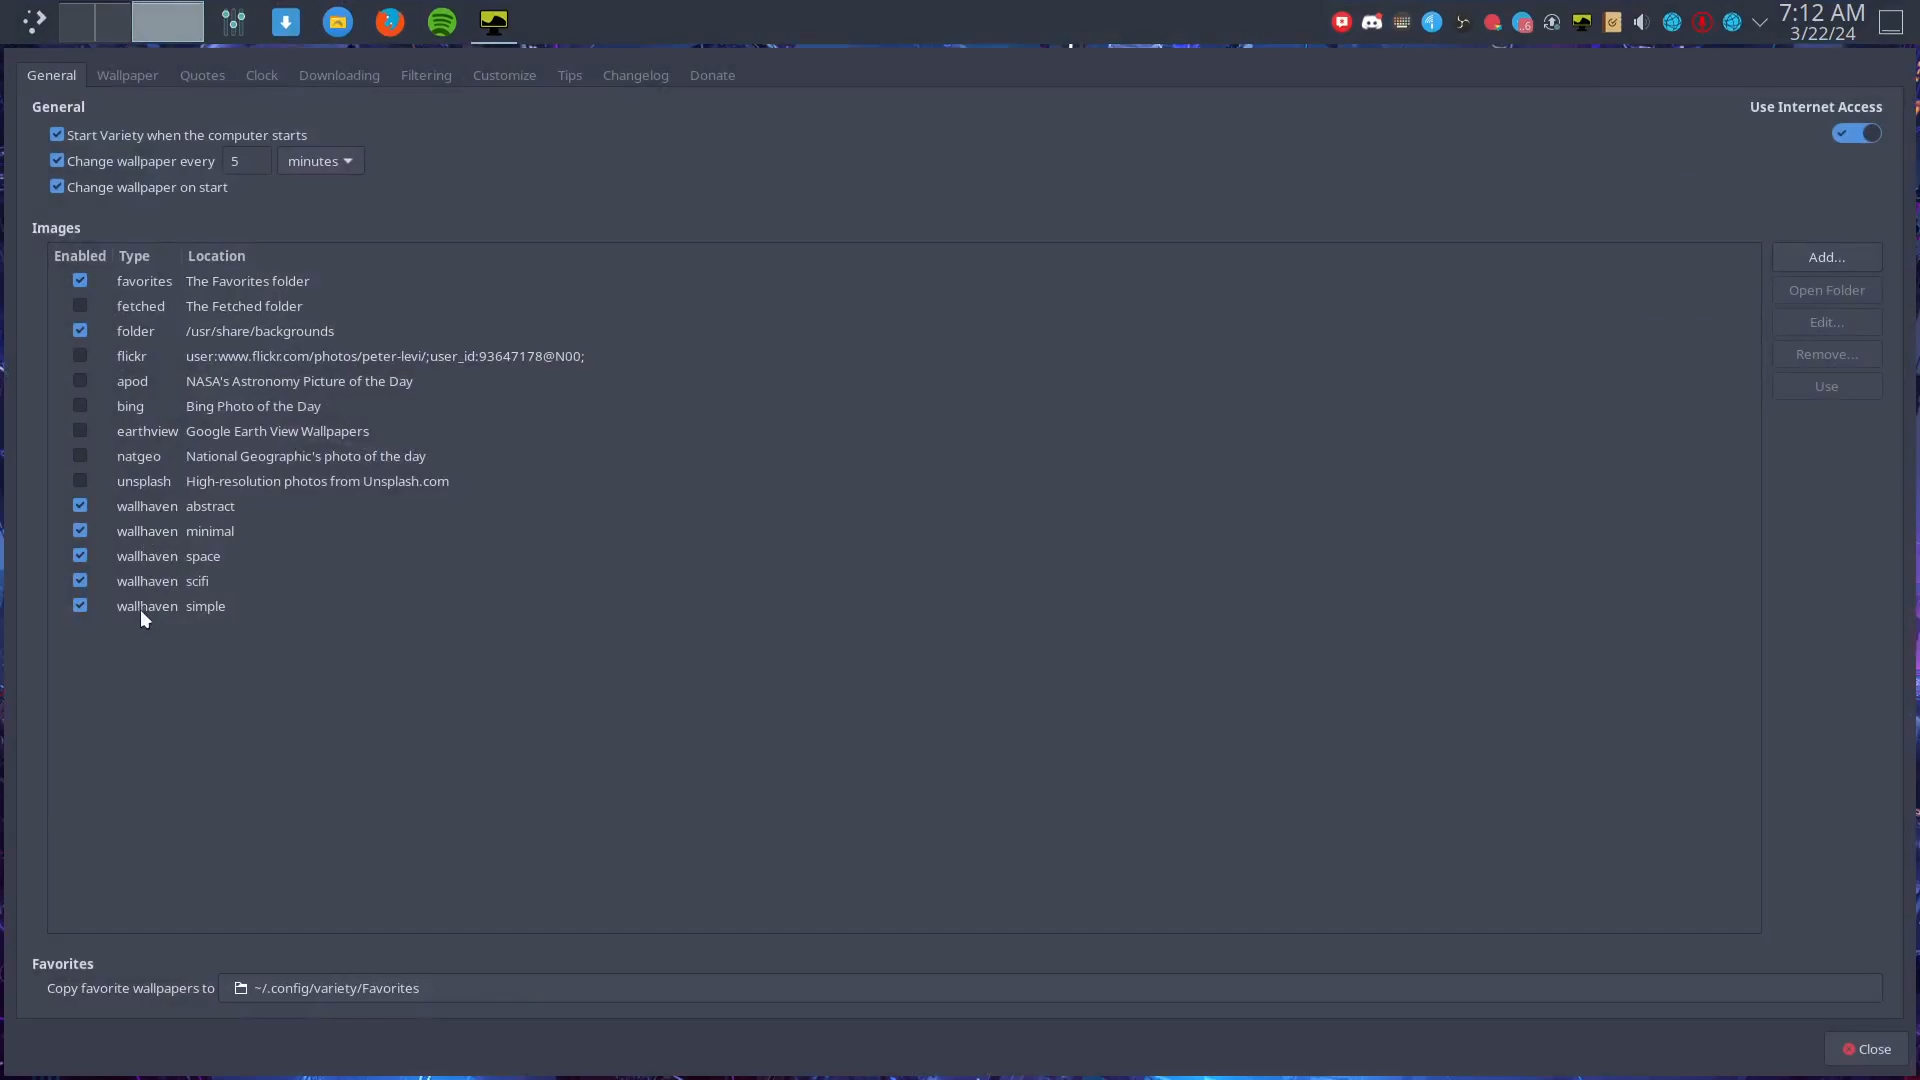 7:12 AM
3/22/24
General Wallpaper Quotes Clock Downloading Filtering Customize Tips Changelog Donate
General
Use Internet Access
Start Variety when the computer starts
Change wallpaper every 5 minutes
Change wallpaper on start
Images
Enabled Type Location
favorites The Favorites folder
fetched The Fetched folder
folder /usr/share/backgrounds
flickr user:www.flickr.com/photos/peter-levi/;user_id:93647178@N00;
apod NASA's Astronomy Picture of the Day
bing Bing Photo of the Day
earthview Google Earth View Wallpapers
natgeo National Geographic's photo of the day
unsplash High-resolution photos from Unsplash.com
wallhaven abstract
wallhaven minimal
wallhaven space
wallhaven scifi
wallhaven simple
Add...
Open Folder
Edit...
Remove...
Use
Favorites
Copy favorite wallpapers to ~/.config/variety/Favorites
Close